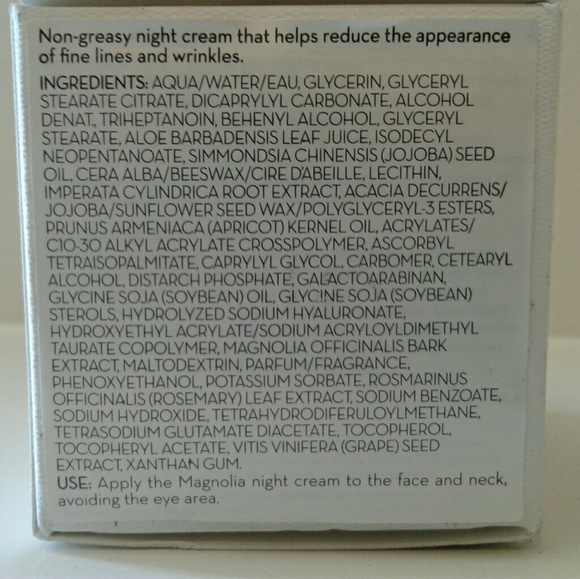 Non-greasy night cream that helps reduce the appearance
of fine lines and wrinkles.
INGREDIENTS: AQUA/WATER/EAU, GLYCERIN, GLYCERYL
STEARATE CITRATE, DICAPRYLYL CARBONATE, ALCOHOL
DENAT, TRIHEPTANOIN, BEHENYL ALCOHOL, GLYCERYL
STEARATE, ALOE BARBADENSIS LEAF JUICE, ISODECYL
NEOPENTANOATE, SIMMONDSIA CHINENSIS (JOJOBA) SEED
OIL, CERA ALBA/BEESWAX/CIRE D'ABEILLE, LECITHIN,
IMPERATA CYLINDRICA ROOT EXTRACT, ACACIA DECURRENS/
JOJOBA/SUNFLOWER SEED WAX/POLYGLYCERYL-3 ESTERS,
PRUNUS ARMENIACA (APRICOT) KERNEL OIL, ACRYLATES/
C10-30 ALKYL ACRYLATE CROSSPOLYMER, ASCORBYL
TETRAISOPALMITATE, CAPRYLYL GLYCOL, CARBOMER, CETEARYL
ALCOHOL, DISTARCH PHOSPHATE, GALACTOARABINAN,
GLYCINE SOJA (SOYBEAN) OIL, GLYCINE SOJA (SOYBEAN)
STEROLS, HYDROLYZED SODIUM HYALURONATE,
HYDROXYETHYL ACRYLATE/SODIUM ACRYLOYLDIMETHYL
TAURATE COPOLYMER, MAGNOLIA OFFICINALIS BARK
EXTRACT, MALTODEXTRIN, PARFUM/FRAGRANCE,
PHENOXYETHANOL, POTASSIUM SORBATE, ROSMARINUS
OFFICINALIS (ROSEMARY) LEAF EXTRACT, SODIUM BENZOATE,
SODIUM HYDROXIDE, TETRAHYDRODIFERULOYLMETHANE,
TETRASODIUM GLUTAMATE DIACETATE, TOCOPHEROL,
TOCOPHERYL ACETATE, VITIS VINIFERA (GRAPE) SEED
EXTRACT, XANTHAN GUM.
USE: Apply the Magnolia night cream to the face and neck,
avoiding the eye area.